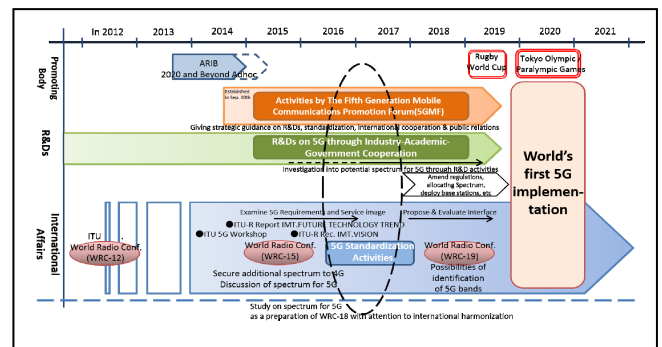 In 2012 2013 2014 2015 2016 2017 2018 2019 2020 2021
Promoting
Body
ARIB
2020 and Beyond Adhoc
Rugby
World Cup
Tokyo Olympic /
Paralympic Games
R&Ds
ESTABLISHED
in Sep. 30th
Activities by The Fifth Generation Mobile
Communications Promotion Forum(5GMF)
Giving strategic guidance on R&Ds, standardization, international cooperation & public relations
R&Ds on 5G through Industry-Academic-
Government Cooperation
Investigation into potential spectrum for 5G through R&D activities
Amend regulations,
allocating Spectrum,
deploy base stations, etc
World's
first 5G
implemen-
tation
International
Affairs
Examine 5G Requirements and Service image
Propose & Evaluate Interface
●ITU-R Report IMT.FUTURE TECHNOLOGY TREND
●ITU 5G Workshop
●ITU-R Rec. IMT.VISION
ITU
World Radio Conf.
(WRC-12)
World Radio Conf.
(WRC-15)
5G Standardization
Activities
World Radio Conf.
(WRC-19)
Secure additional spectrum to 4G
Discussion of spectrum for 5G
Possibilities of
identification
of 5G bands
Study on spectrum for 5G
as a preparation of WRC-18 with attention to international harmonization